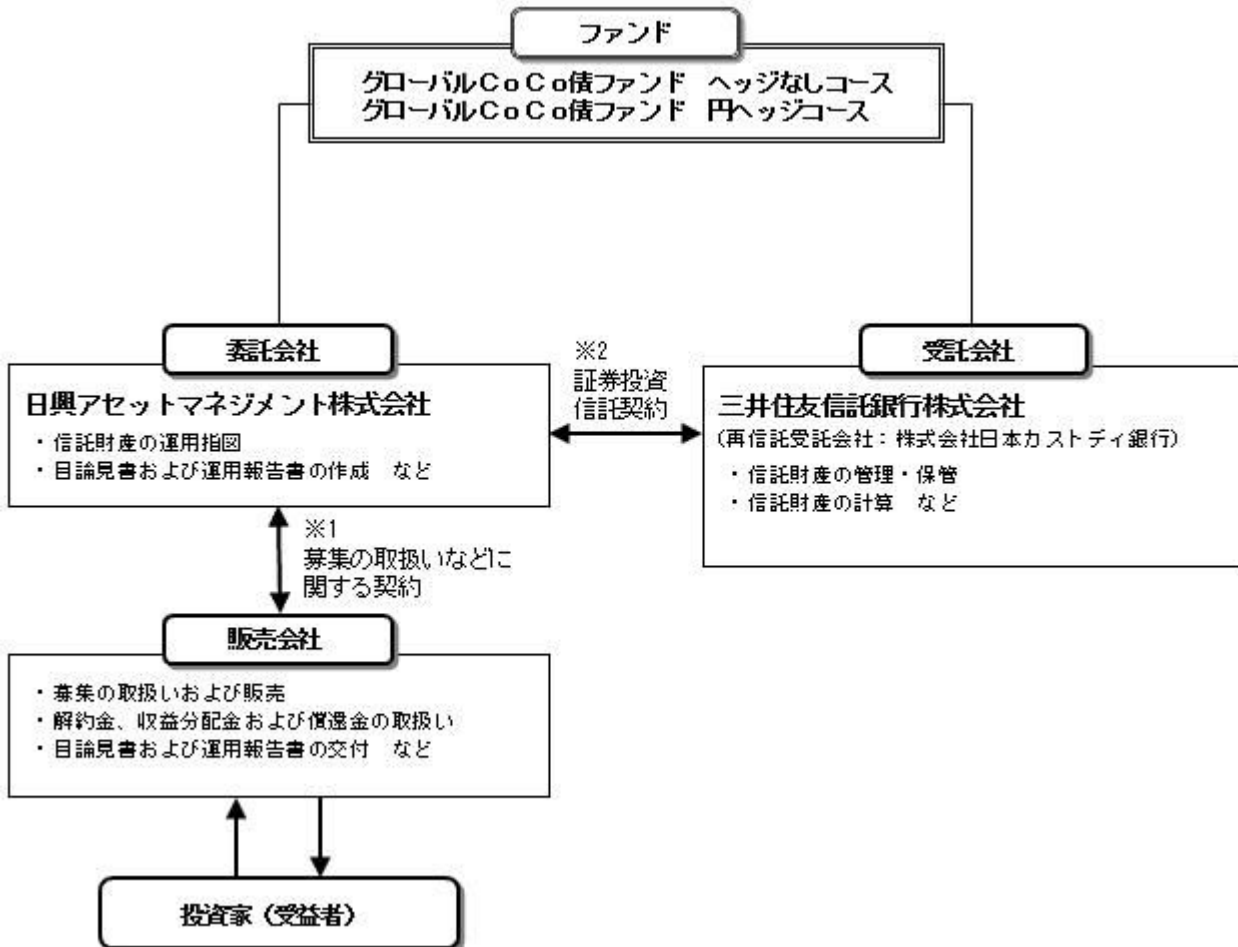 ファンド
グローバルＣｏＣｏ債ファンド　ヘッジなしコース
グローバルＣｏＣｏ債ファンド　円ヘッジコース
委託会社
日興アセットマネジメント株式会社
・信託財産の運用指図
・目論見書および運用報告書の作成　など
※2
証券投資
信託契約
受託会社
三井住友信託銀行株式会社
(再信託受託会社：株式会社日本カストディ銀行)
・信託財産の管理・保管
・信託財産の計算　など
※1
募集の取扱いなどに
関する契約
販売会社
・募集の取扱いおよび販売
・解約金、収益分配金および償還金の取扱い
・目論見書および運用報告書の交付　など
投資家（受益者）